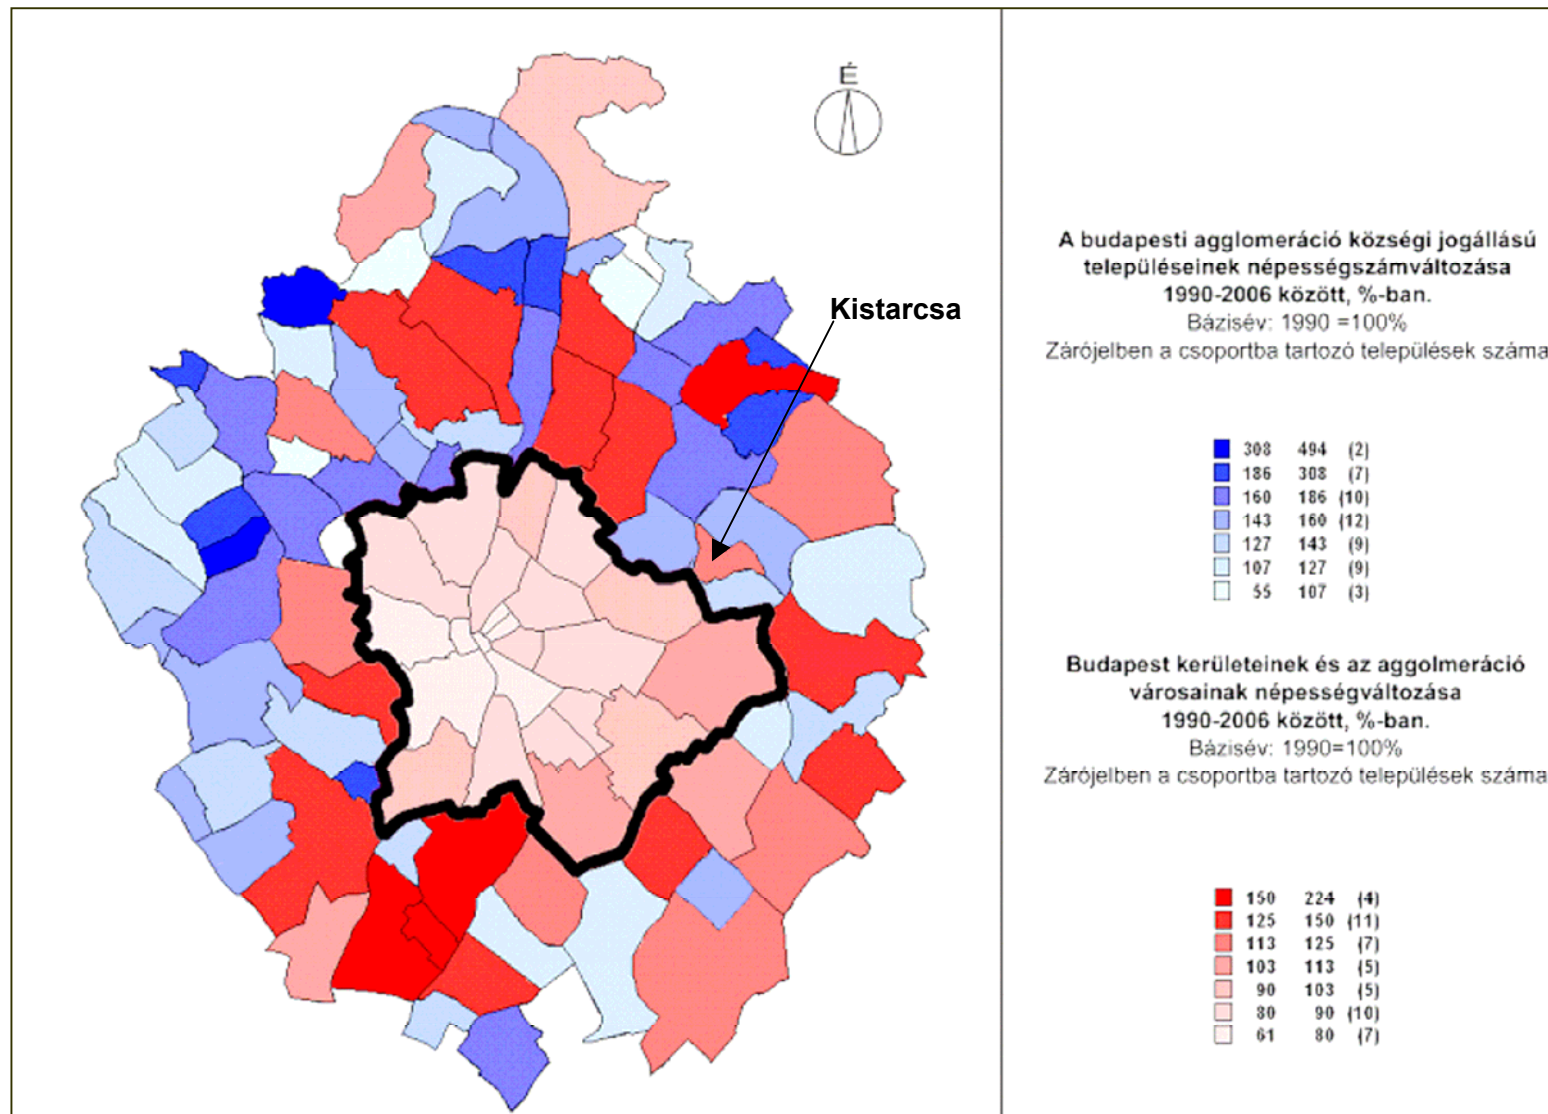 É
Kistarcsa
A budapesti agglomeráció községi jogállású
településeinek népességszámváltozása
1990-2006 között, %-ban.
Bázisév: 1990 =100%
Zárójelben a csoportba tartozó települések száma
308 494 (2)
186 308 (7)
160 186 (10)
143 160 (12)
127 143 (9)
107 127 (9)
55 107 (3)
Budapest kerületeinek és az aggolmeráció
városainak népességváltozása
1990-2006 között, %-ban.
Bázisév: 1990=100%
Zárójelben a csoportba tartozó települések száma
150 224 (4)
125 150 (11)
113 125 (7)
103 113 (5)
90 103 (5)
80 90 (10)
61 80 (7)